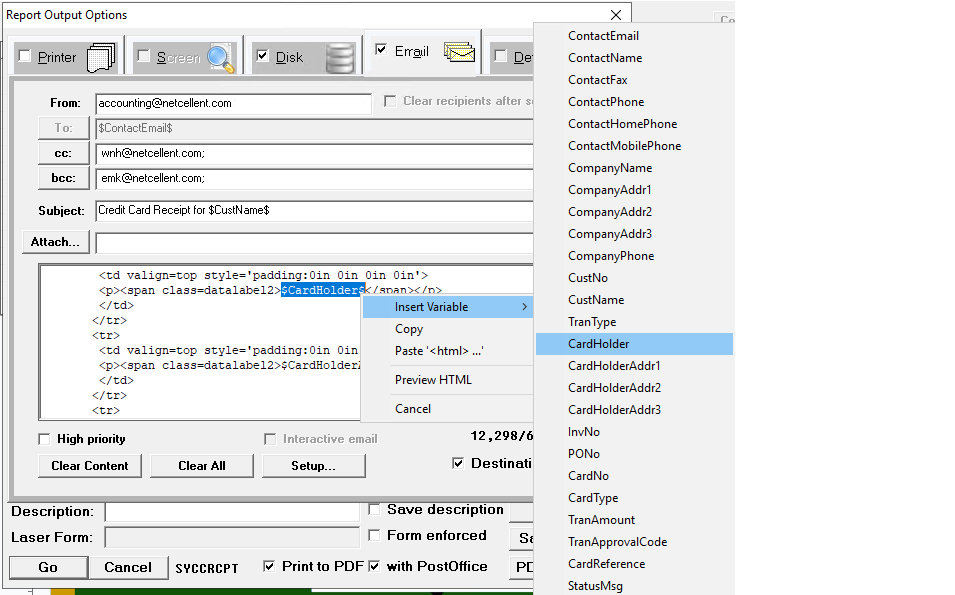 Report Output Options
Printer
Screen
Disk
Email
From:
accounting@netcellent.com
Clear recipients after
To:
$ContactEmail$
cc:
wnh@netcellent.com;
bcc:
emk@netcellent.com;
Subject:
Credit Card Receipt for $CustName$
Attach...
<td valign=top style='padding:0in 0in 0in 0in'>
<p><span class=datalabel2>$CardHolder$</span></p>
</td>
</tr>
<tr>
<td valign=top style='padding:0in 0in
<p><span class=datalabel2>$CardHolder
</td>
</tr>
<tr>
Insert Variable
Copy
Paste '<html> ...'
Preview HTML
Cancel
High priority
Interactive email
12,298/6
Clear Content
Clear All
Setup...
Destinati
Description:
Save description
Laser Form:
Form enforced
Go
Cancel
SYCCRCPT
Print to PDF
with PostOffice
ContactEmail
ContactName
ContactFax
ContactPhone
ContactHomePhone
ContactMobilePhone
CompanyName
CompanyAddr1
CompanyAddr2
CompanyAddr3
CompanyPhone
CustNo
CustName
TranType
CardHolder
CardHolderAddr1
CardHolderAddr2
CardHolderAddr3
InvNo
PONo
CardNo
CardType
TranAmount
TranApprovalCode
CardReference
StatusMsg